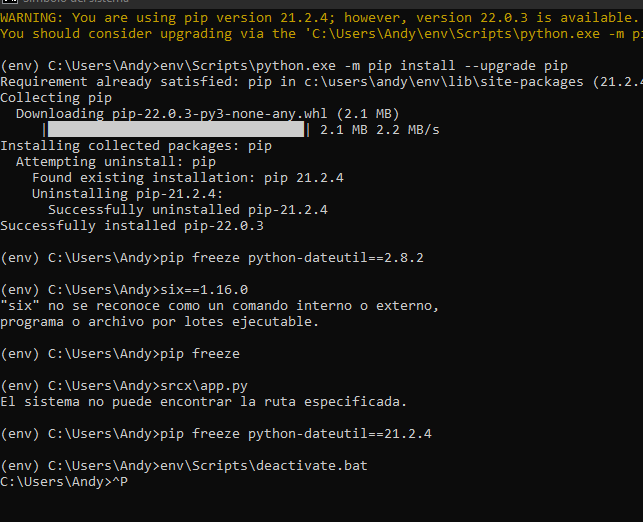 Símbolo del sistema
WARNING: You are using pip version 21.2.4; however, version 22.0.3 is available.
You should consider upgrading via the 'C:\Users\Andy\env\Scripts\python.exe -m pi
(env) C:\Users\Andy>env\Scripts\python.exe -m pip install --upgrade pip
Requirement already satisfied: pip in c:\users\andy\env\lib\site-packages (21.2.4
Collecting pip
  Downloading pip-22.0.3-py3-none-any.whl (2.1 MB)
     |████████████████████████████████| 2.1 MB 2.2 MB/s
Installing collected packages: pip
  Attempting uninstall: pip
    Found existing installation: pip 21.2.4
    Uninstalling pip-21.2.4:
      Successfully uninstalled pip-21.2.4
Successfully installed pip-22.0.3
(env) C:\Users\Andy>pip freeze python-dateutil==2.8.2
(env) C:\Users\Andy>six==1.16.0
"six" no se reconoce como un comando interno o externo,
programa o archivo por lotes ejecutable.
(env) C:\Users\Andy>pip freeze
(env) C:\Users\Andy>srcx\app.py
El sistema no puede encontrar la ruta especificada.
(env) C:\Users\Andy>pip freeze python-dateutil==21.2.4
(env) C:\Users\Andy>env\Scripts\deactivate.bat
C:\Users\Andy>^P